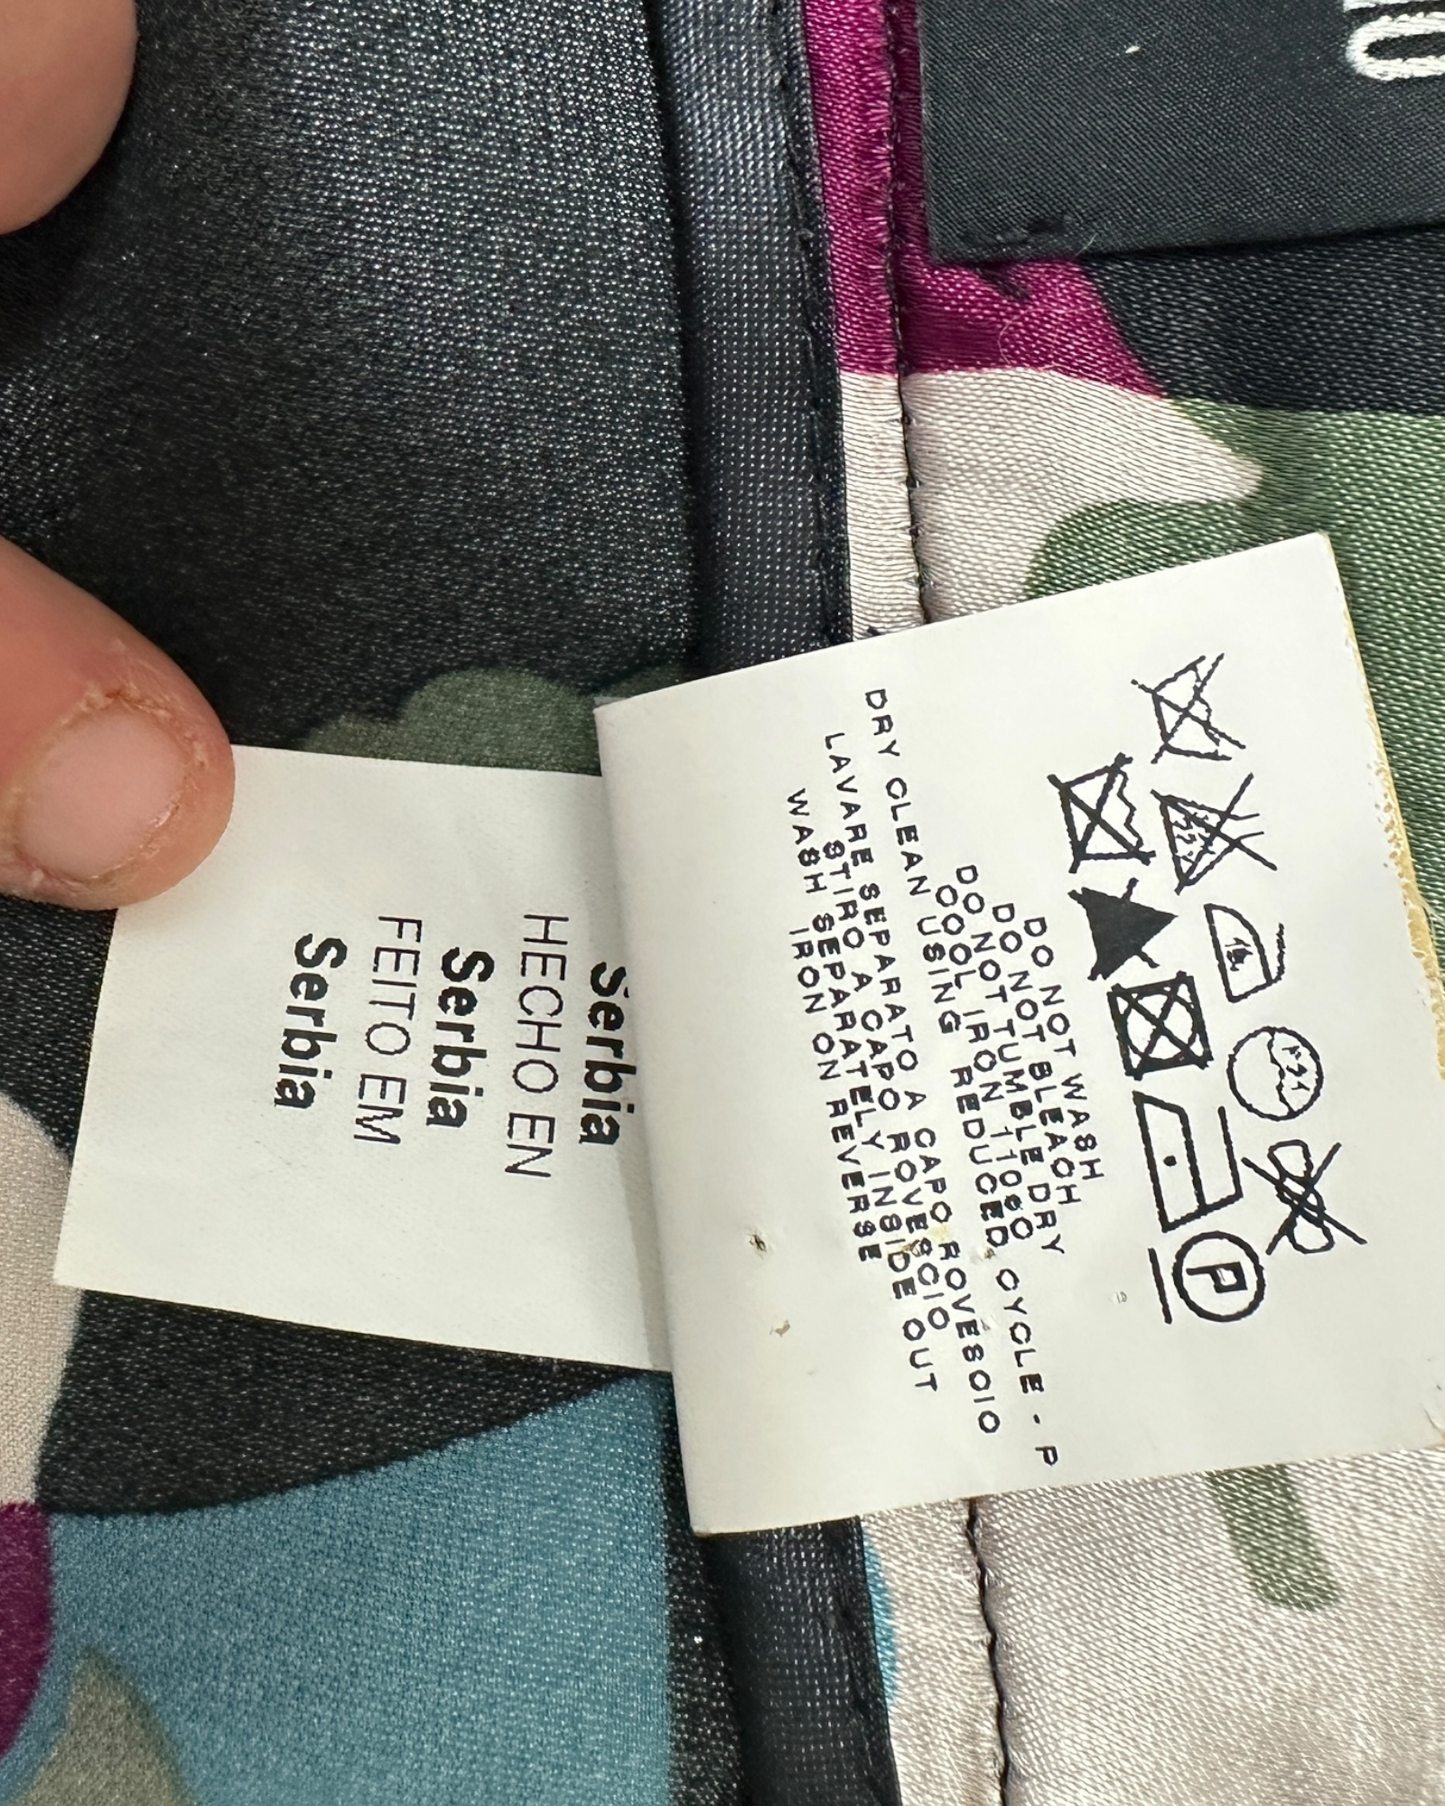 DO NOT WASH
DO NOT BLEACH
DO NOT TUMBLE DRY
COOL IRON 110°C
DRY CLEAN USING REDUCED CYCLE - P
LAVARE SEPARATO A CAPO ROVESCIO
STIRO A CAPO ROVESCIO
WASH SEPARATELY INSIDE OUT
IRON ON REVERSE
P
Serbia
HECHO EN
Serbia
FEITO EM
Serbia